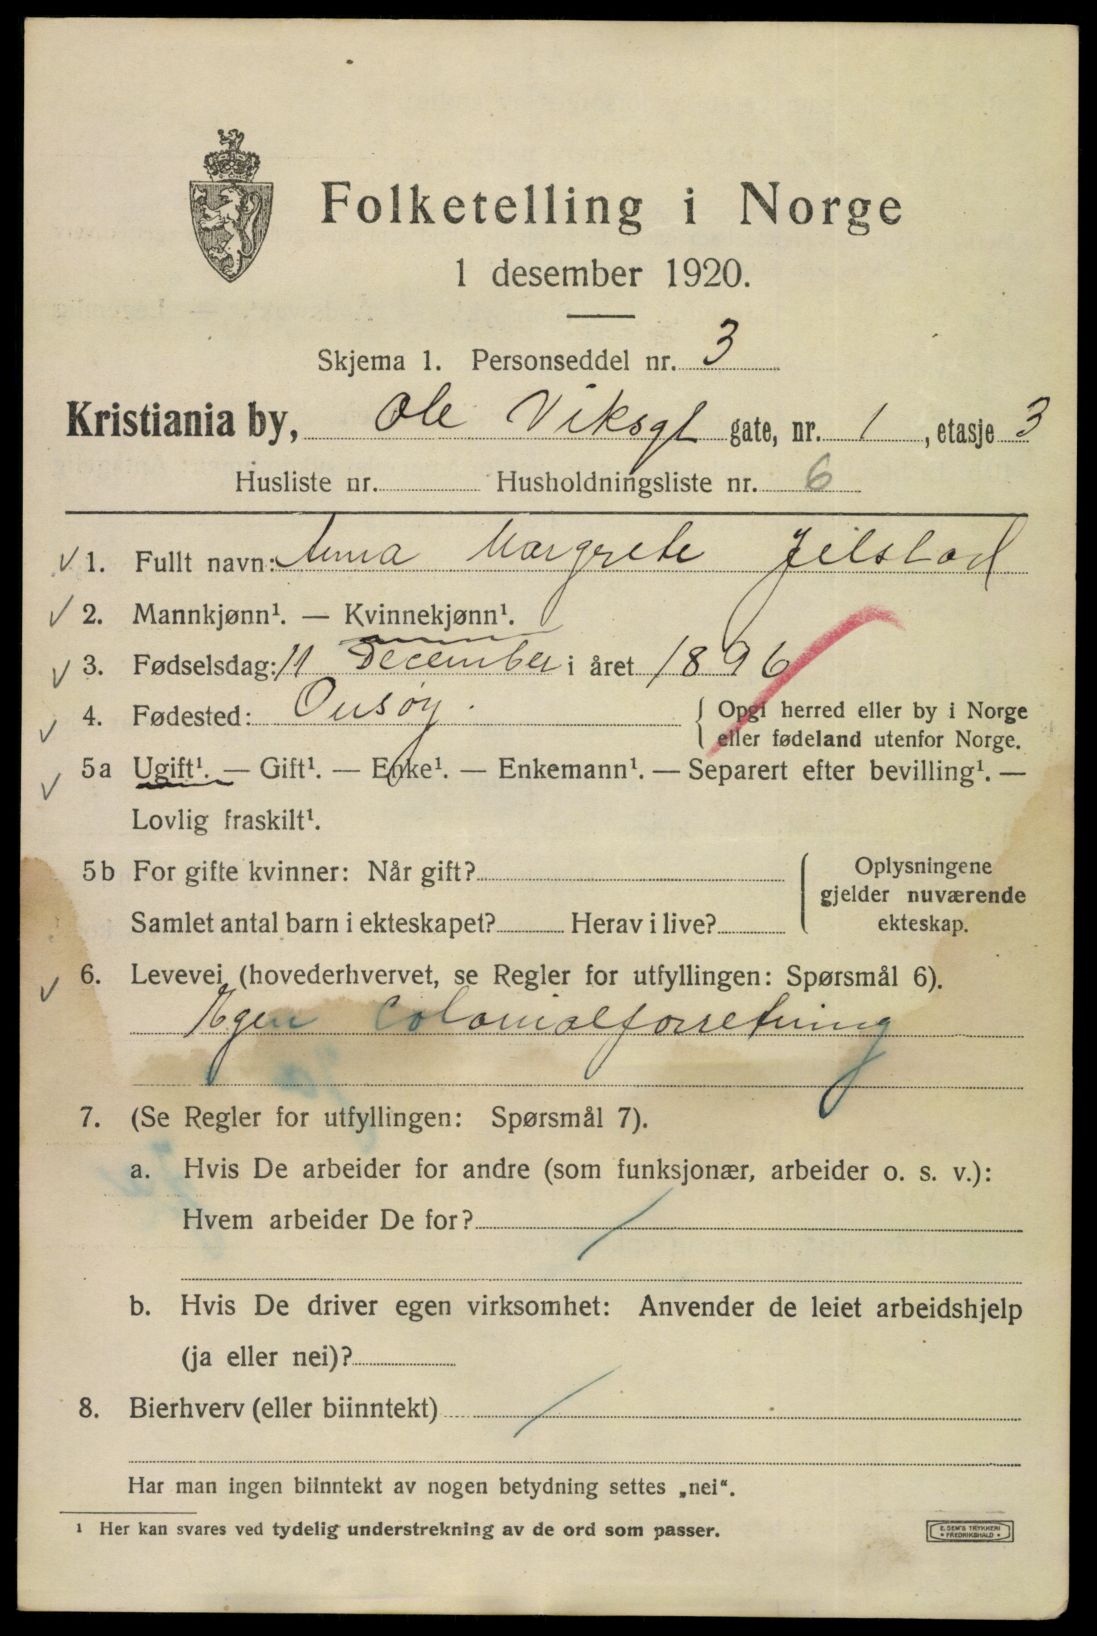 Folketelling i Norge
1 desember 1920.
Skjema 1. Personseddel nr. 3
Kristiania by, Ole Viksgt gate, nr. 1, etasje 3
Husliste nr. Husholdningsliste nr. 6
1. Fullt navn: Anna Margrete Jelstad
2. Mannkjønn¹. — Kvinnekjønn¹.
3. Fødselsdag: 11 December i året 1896
4. Fødested: Onsøy. { Opgi herred eller by i Norge
eller fødeland utenfor Norge.
5a Ugift¹. — Gift¹. — Enke¹. — Enkemann¹. — Separert efter bevilling¹. —
Lovlig fraskilt¹.
5b For gifte kvinner: Når gift? { Oplysningene
gjelder nuværende
Samlet antal barn i ekteskapet? Herav i live? ekteskap.
6. Levevei (hovederhvervet, se Regler for utfyllingen: Spørsmål 6).
Egen Colonialforretning
7. (Se Regler for utfyllingen: Spørsmål 7).
a. Hvis De arbeider for andre (som funksjonær, arbeider o. s. v.):
Hvem arbeider De for? /
b. Hvis De driver egen virksomhet: Anvender de leiet arbeidshjelp
(ja eller nei)?
8. Bierhverv (eller biinntekt) /
Har man ingen biinntekt av nogen betydning settes „nei“.
¹ Her kan svares ved tydelig understrekning av de ord som passer.
E. SEM'S TRYKKERI
• FREDRIKSHALD •